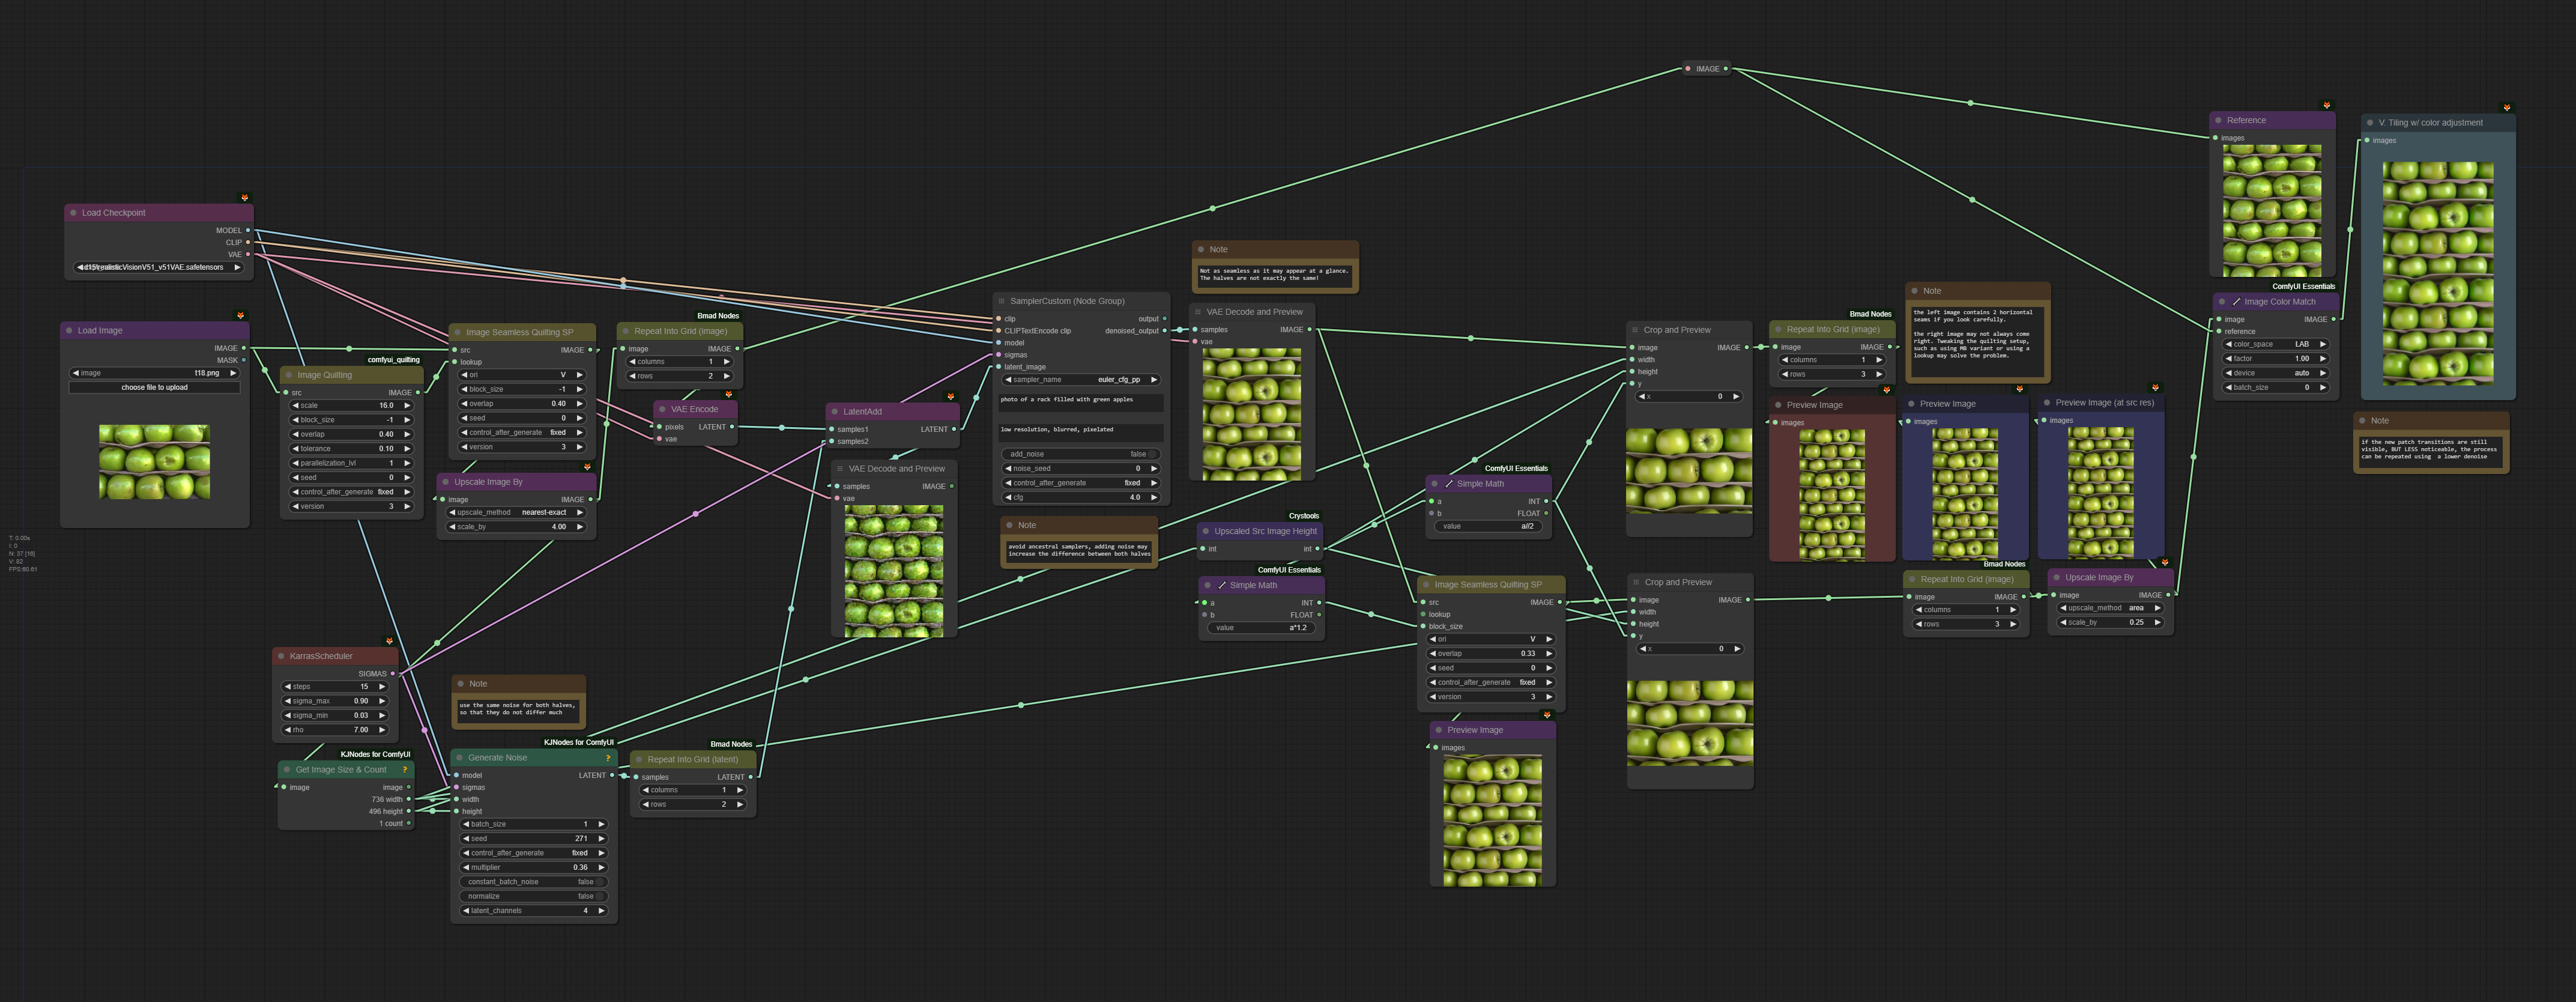 IMAGE
Reference
images
V. Tiling w/ color adjustment
images
Load Checkpoint
MODEL
CLIP
VAE
Note
Not as seamless as it may appear at a glance.
The halves are not exactly the same!
ComfyUI Essentials
Image Color Match
image
IMAGE
reference
color_space LAB
factor 1.00
device auto
batch_size 0
Note
the left image contains 2 horizontal
seams if you look carefully.
the right image may not always come
right. Tweaking the quilting setup,
such as using MB variant or using a
lookup may solve the problem.
Note
if the new patch transitions are still
visible, BUT LESS noticeable, the process
can be repeated using a lower denoise
Load Image
IMAGE
MASK
image t18.png
choose file to upload
comfyui_quilting
Image Quilting
src
IMAGE
scale 16.0
block_size -1
overlap 0.40
tolerance 0.10
parallelization_lvl 1
seed 0
control_after_generate fixed
version 3
Image Seamless Quilting SP
src
IMAGE
lookup
ori V
block_size -1
overlap 0.40
seed 0
control_after_generate fixed
version 3
Upscale Image By
image
IMAGE
upscale_method nearest-exact
scale_by 4.00
Bmad Nodes
Repeat Into Grid (image)
image
IMAGE
columns 1
rows 2
VAE Encode
pixels
LATENT
vae
LatentAdd
samples1
LATENT
samples2
VAE Decode and Preview
samples
IMAGE
vae
SamplerCustom (Node Group)
clip
output
CLIPTextEncode clip
denoised_output
model
sigmas
latent_image
sampler_name euler_cfg_pp
photo of a rack filled with green apples
low resolution, blurred, pixelated
add_noise false
noise_seed 0
control_after_generate fixed
cfg 4.0
Note
avoid ancestral samplers, adding noise may
increase the difference between both halves
VAE Decode and Preview
samples
IMAGE
vae
Crystools
Upscaled Src Image Height
int
int
ComfyUI Essentials
Simple Math
a
INT
b
FLOAT
value a*1.2
ComfyUI Essentials
Simple Math
a
INT
b
FLOAT
value a//2
Image Seamless Quilting SP
src
IMAGE
lookup
block_size
ori V
overlap 0.33
seed 0
control_after_generate fixed
version 3
Preview Image
images
Crop and Preview
image
IMAGE
width
height
y
x 0
Crop and Preview
image
IMAGE
width
height
y
x 0
Bmad Nodes
Repeat Into Grid (image)
image
IMAGE
columns 1
rows 3
Preview Image
images
Preview Image
images
Preview Image (at src res)
images
Bmad Nodes
Repeat Into Grid (image)
image
IMAGE
columns 1
rows 3
Upscale Image By
image
IMAGE
upscale_method area
scale_by 0.25
T: 0.00s
I: 0
N: 37 [16]
V: 82
FPS:60.61
KarrasScheduler
SIGMAS
steps 15
sigma_max 0.90
sigma_min 0.03
rho 7.00
KJNodes for ComfyUI
Get Image Size & Count ?
image
image
736 width
496 height
1 count
Note
use the same noise for both halves,
so that they do not differ much
KJNodes for ComfyUI
Generate Noise ?
model
LATENT
sigmas
width
height
batch_size 1
seed 271
control_after_generate fixed
multiplier 0.36
constant_batch_noise false
normalize false
latent_channels 4
Bmad Nodes
Repeat Into Grid (latent)
samples
LATENT
columns 1
rows 2